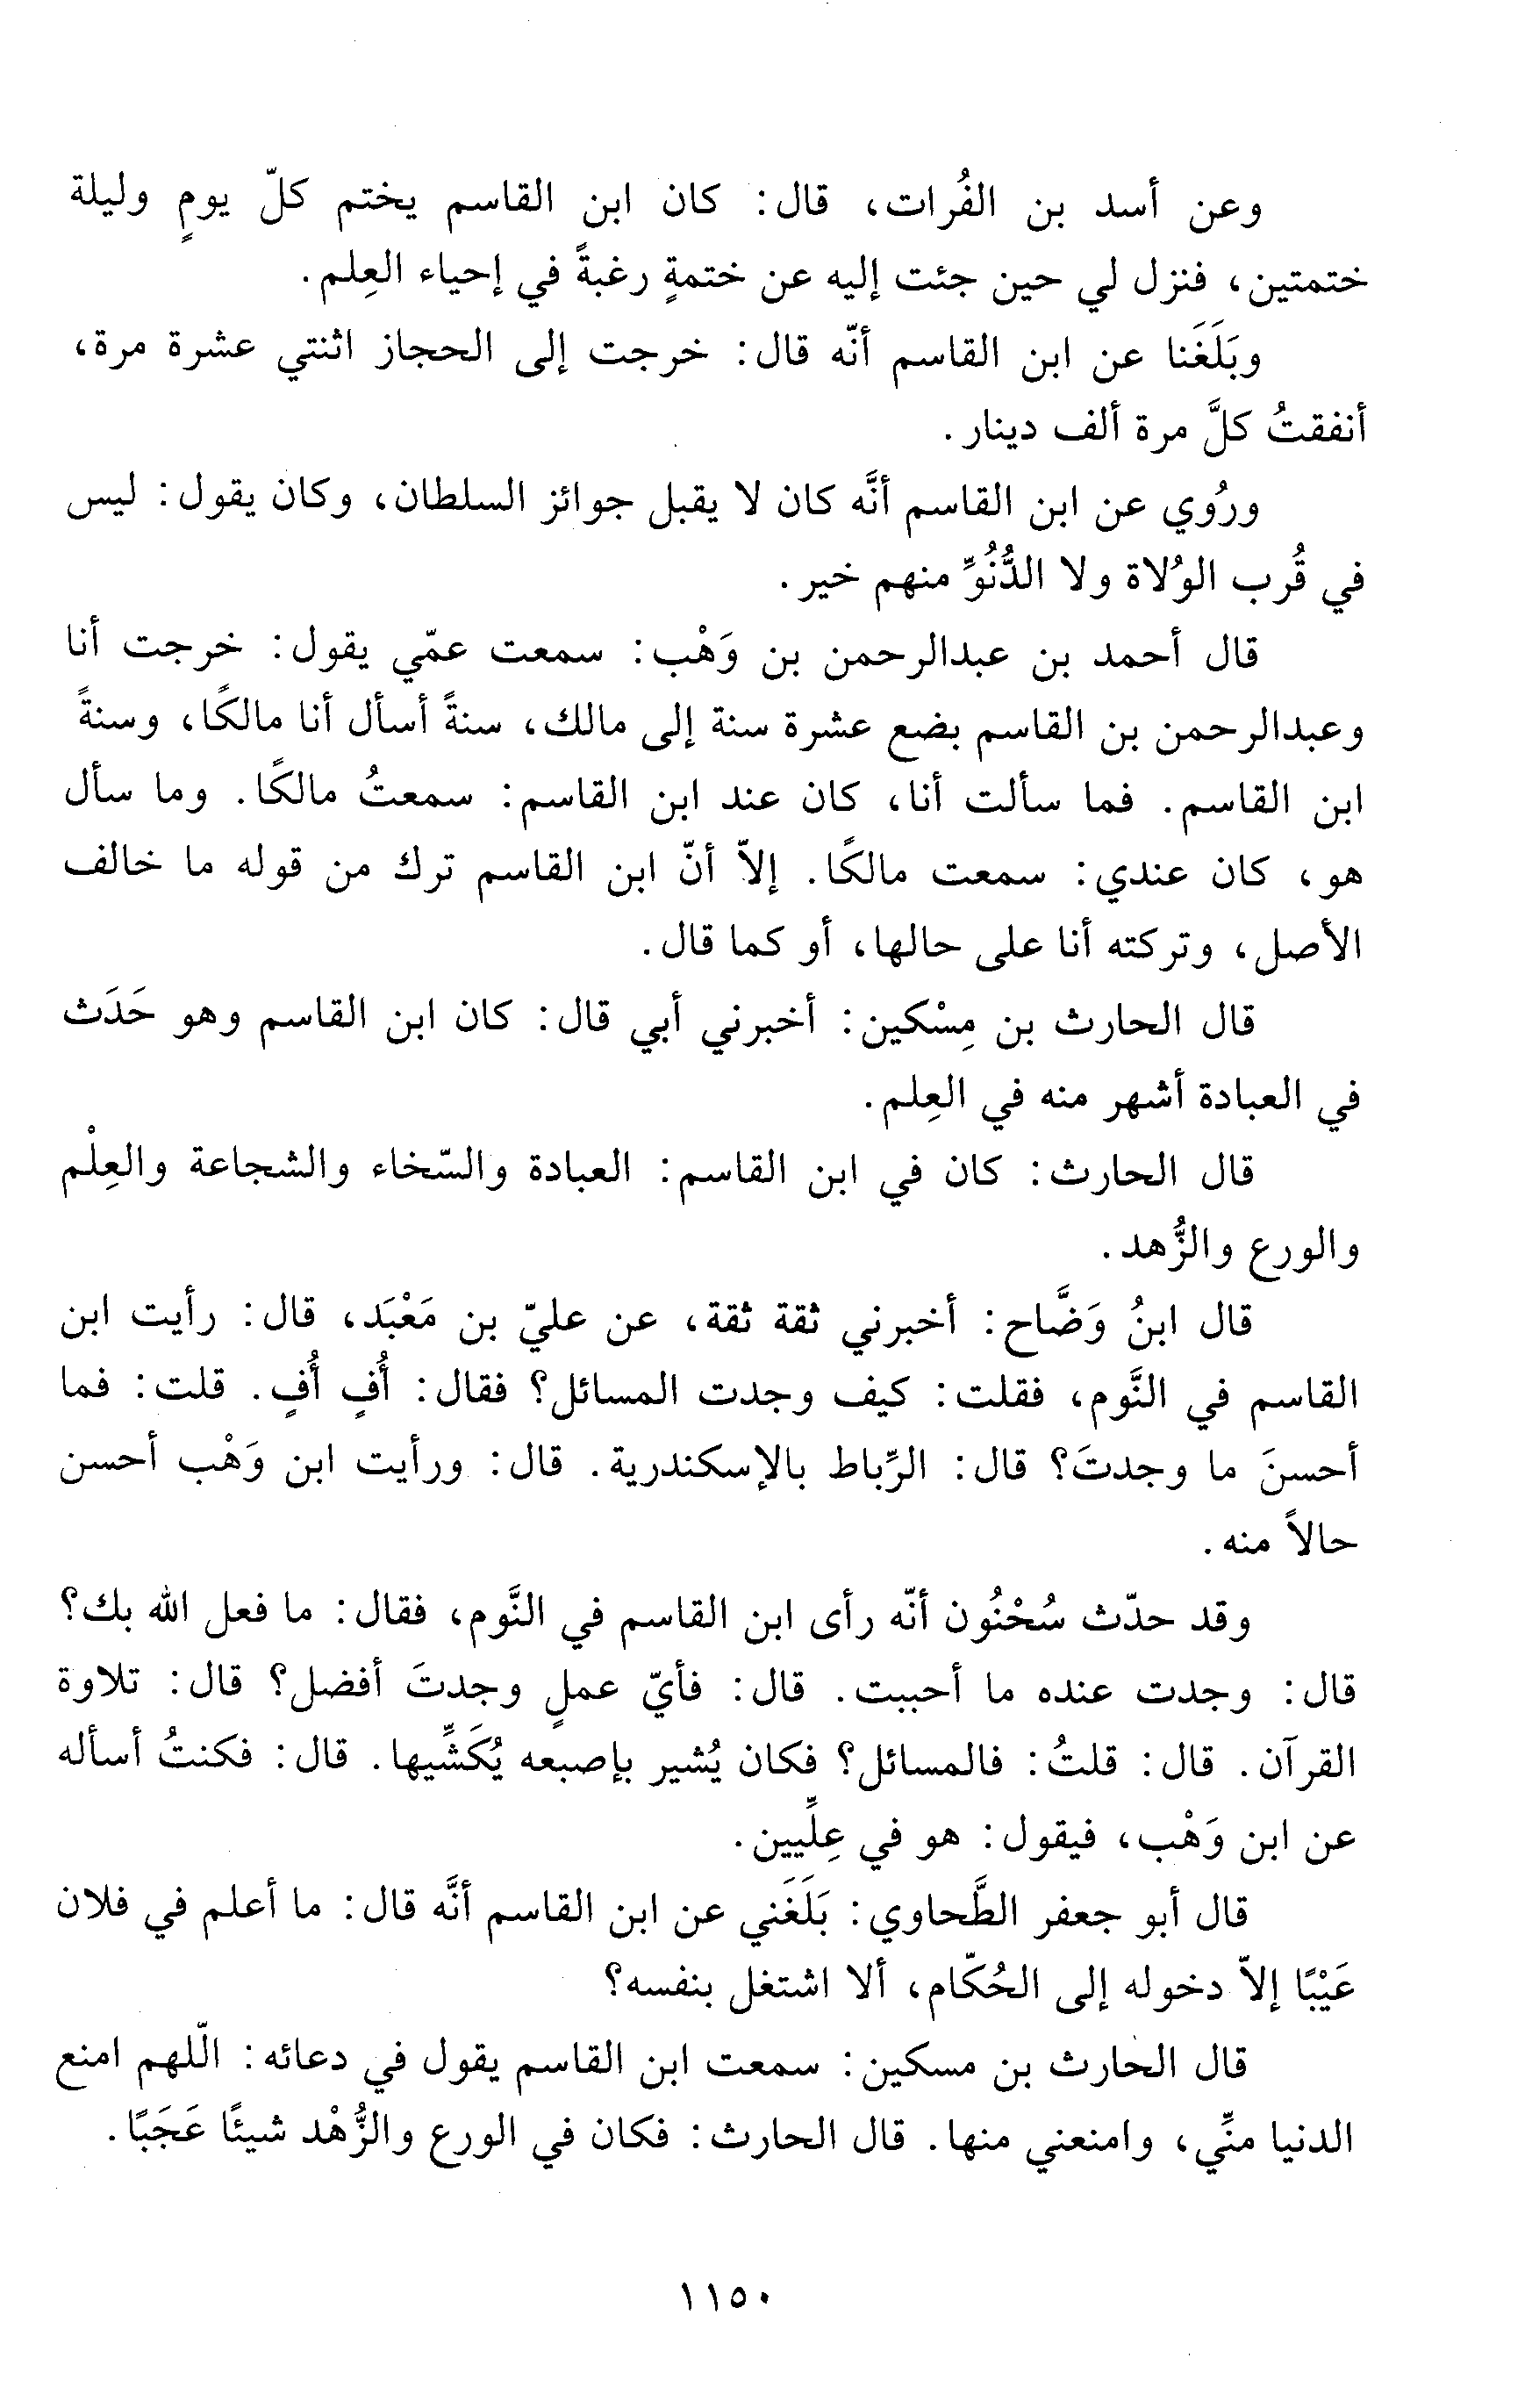 وعن أسد بن الفُرات، قال: كان ابن القاسم يختم كلّ يومٍ وليلة
ختمتين، فنزل لي حين جئت إليه عن ختمةٍ رغبةً في إحياء العِلم.
وبَلَغَنا عن ابن القاسم أنّه قال: خرجت إلى الحجاز اثنتي عشرة مرة،
أنفقتُ كلَّ مرة ألف دينار.
ورُوي عن ابن القاسم أنَّه كان لا يقبل جوائز السلطان، وكان يقول: ليس
في قُرب الوُلاة ولا الدُّنُوِّ منهم خير.
قال أحمد بن عبدالرحمن بن وَهْب: سمعت عمّي يقول: خرجت أنا
وعبدالرحمن بن القاسم بضع عشرة سنة إلى مالك، سنةً أسأل أنا مالكًا، وسنةً
ابن القاسم. فما سألت أنا، كان عند ابن القاسم: سمعتُ مالكًا. وما سأل
هو، كان عندي: سمعت مالكًا. إلاّ أنّ ابن القاسم ترك من قوله ما خالف
الأصل، وتركته أنا على حالها، أو كما قال.
قال الحارث بن مِسْكين: أخبرني أبي قال: كان ابن القاسم وهو حَدَث
في العبادة أشهر منه في العِلم.
قال الحارث: كان في ابن القاسم: العبادة والسّخاء والشجاعة والعِلْم
والورع والزُّهد.
قال ابنُ وَضَّاح: أخبرني ثقة ثقة، عن عليّ بن مَعْبَد، قال: رأيت ابن
القاسم في النَّوم، فقلت: كيف وجدت المسائل؟ فقال: أُفٍ أُفٍ. قلت: فما
أحسنَ ما وجدتَ؟ قال: الرِّباط بالإسكندرية. قال: ورأيت ابن وَهْب أحسن
حالاً منه.
وقد حدّث سُحْنُون أنّه رأى ابن القاسم في النَّوم، فقال: ما فعل الله بك؟
قال: وجدت عنده ما أحببت. قال: فأيّ عملٍ وجدتَ أفضل؟ قال: تلاوة
القرآن. قال: قلتُ: فالمسائل؟ فكان يُشير بإصبعه يُكَشِّيها. قال: فكنتُ أسأله
عن ابن وَهْب، فيقول: هو في عِلِّيين.
قال أبو جعفر الطَّحاوي: بَلَغَني عن ابن القاسم أنَّه قال: ما أعلم في فلان
عَيْبًا إلاّ دخوله إلى الحُكّام، ألا اشتغل بنفسه؟
قال الحارث بن مسكين: سمعت ابن القاسم يقول في دعائه: الّلهم امنع
الدنيا منِّي، وامنعني منها. قال الحارث: فكان في الورع والزُّهْد شيئًا عَجَبًا.
١١٥٠